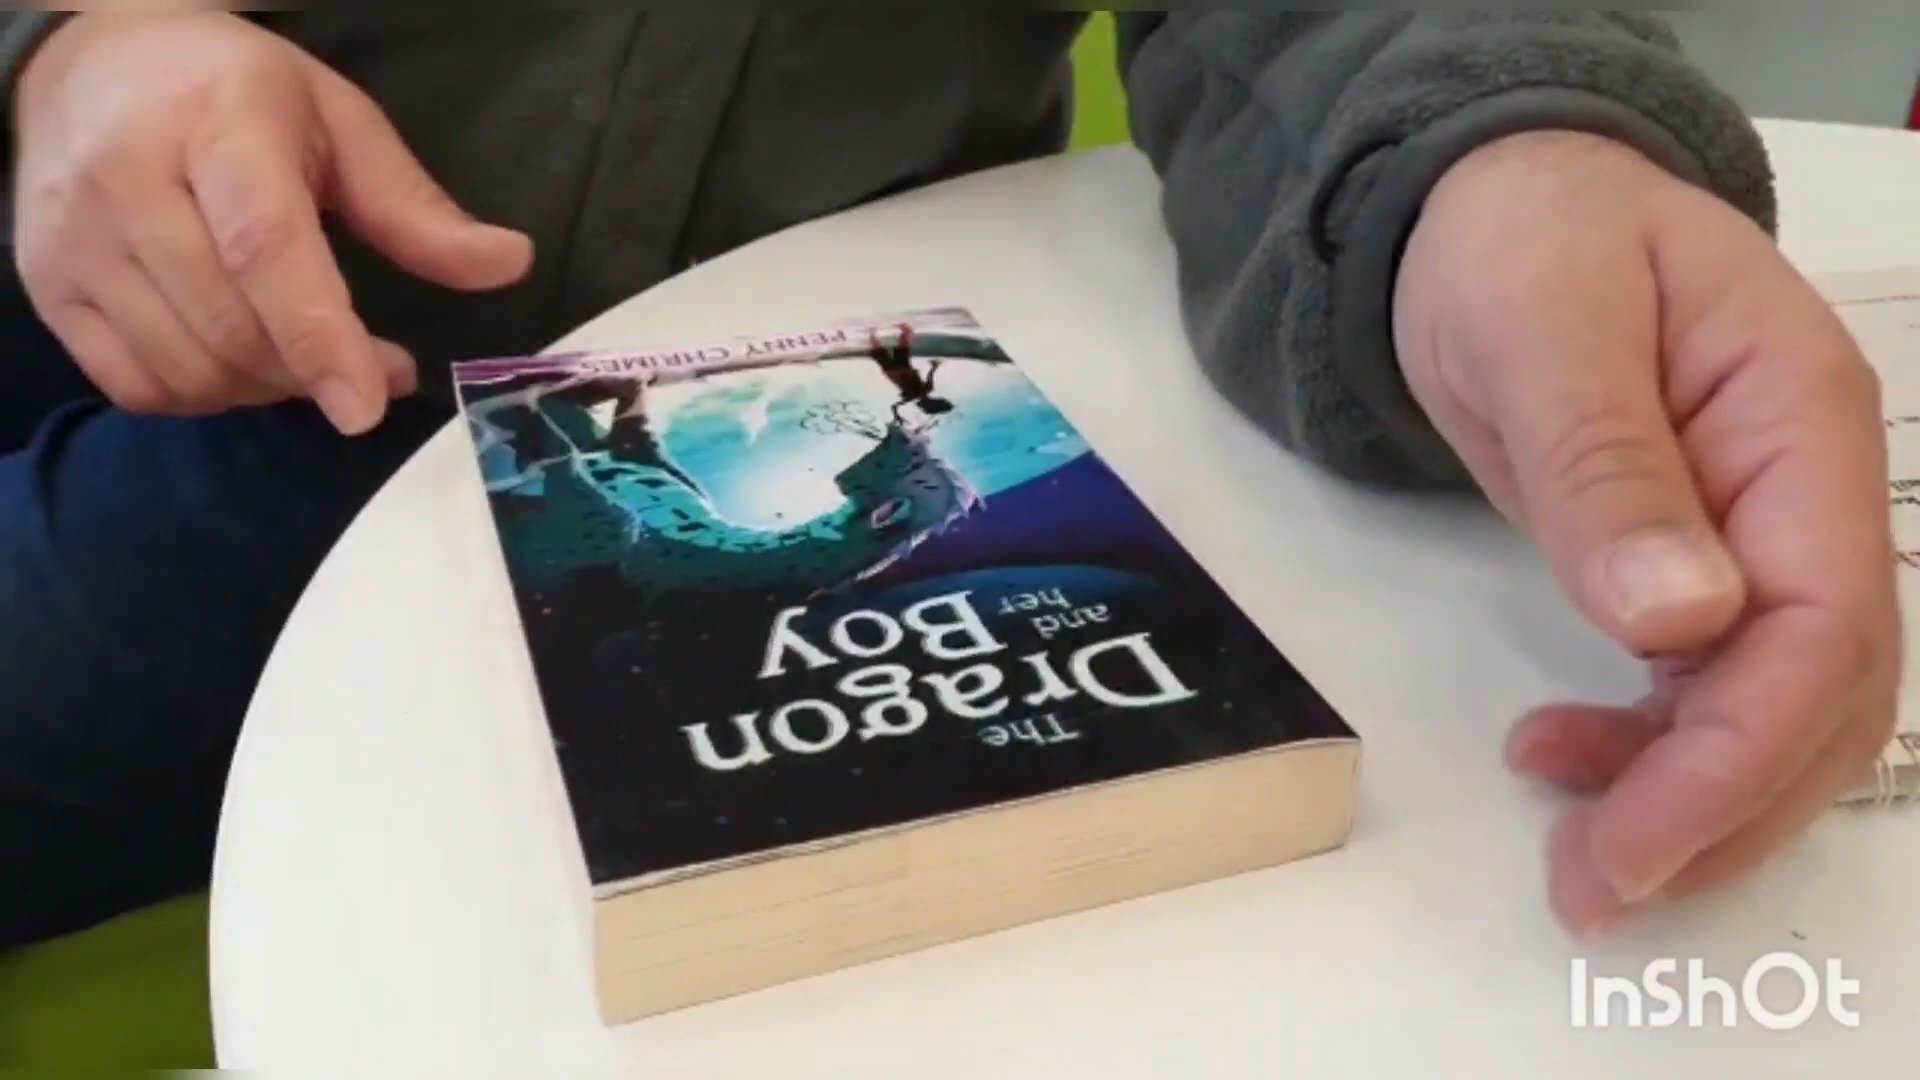 The
Dragon
and
her
Boy
PENNY CHRIMES
InShOt